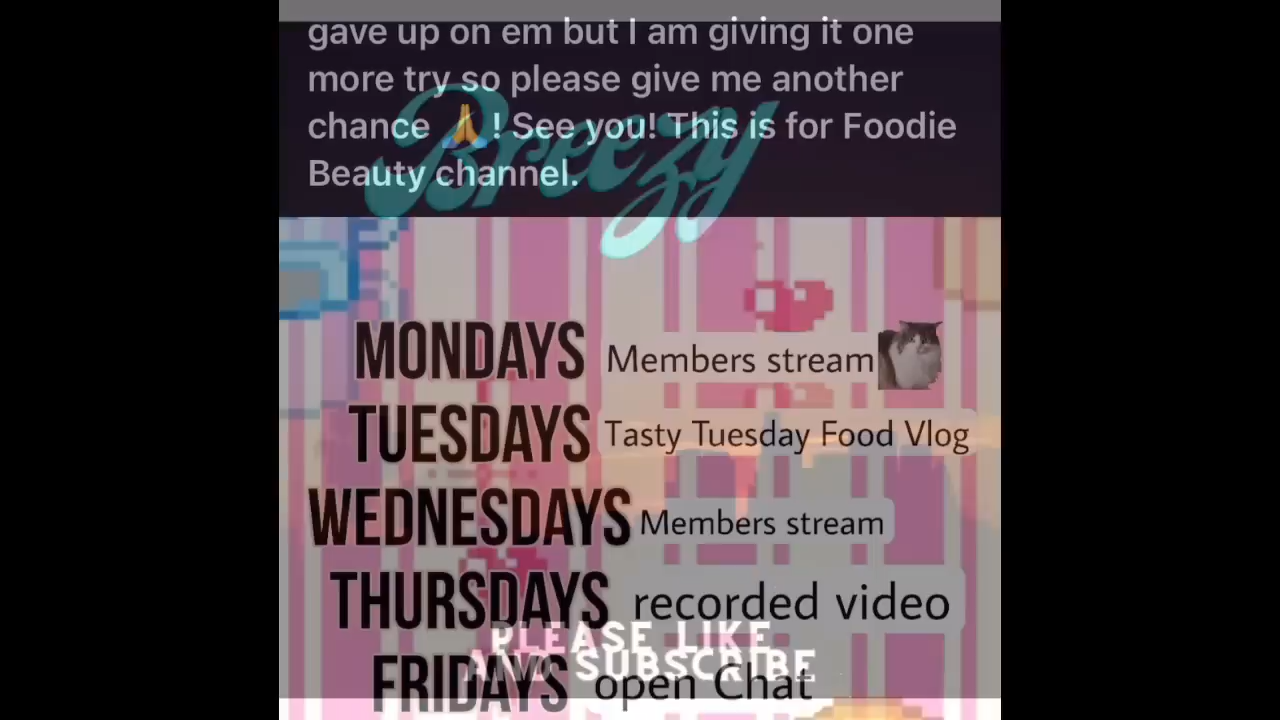 gave up on em but I am giving it one
more try so please give me another
chance 🙏! See you! This is for Foodie
Beauty channel.
Breezy
MONDAYS Members stream
TUESDAYS Tasty Tuesday Food Vlog
WEDNESDAYS Members stream
THURSDAYS recorded video
PLEASE LIKE
AND SUBSCRIBE
FRIDAYS open Chat